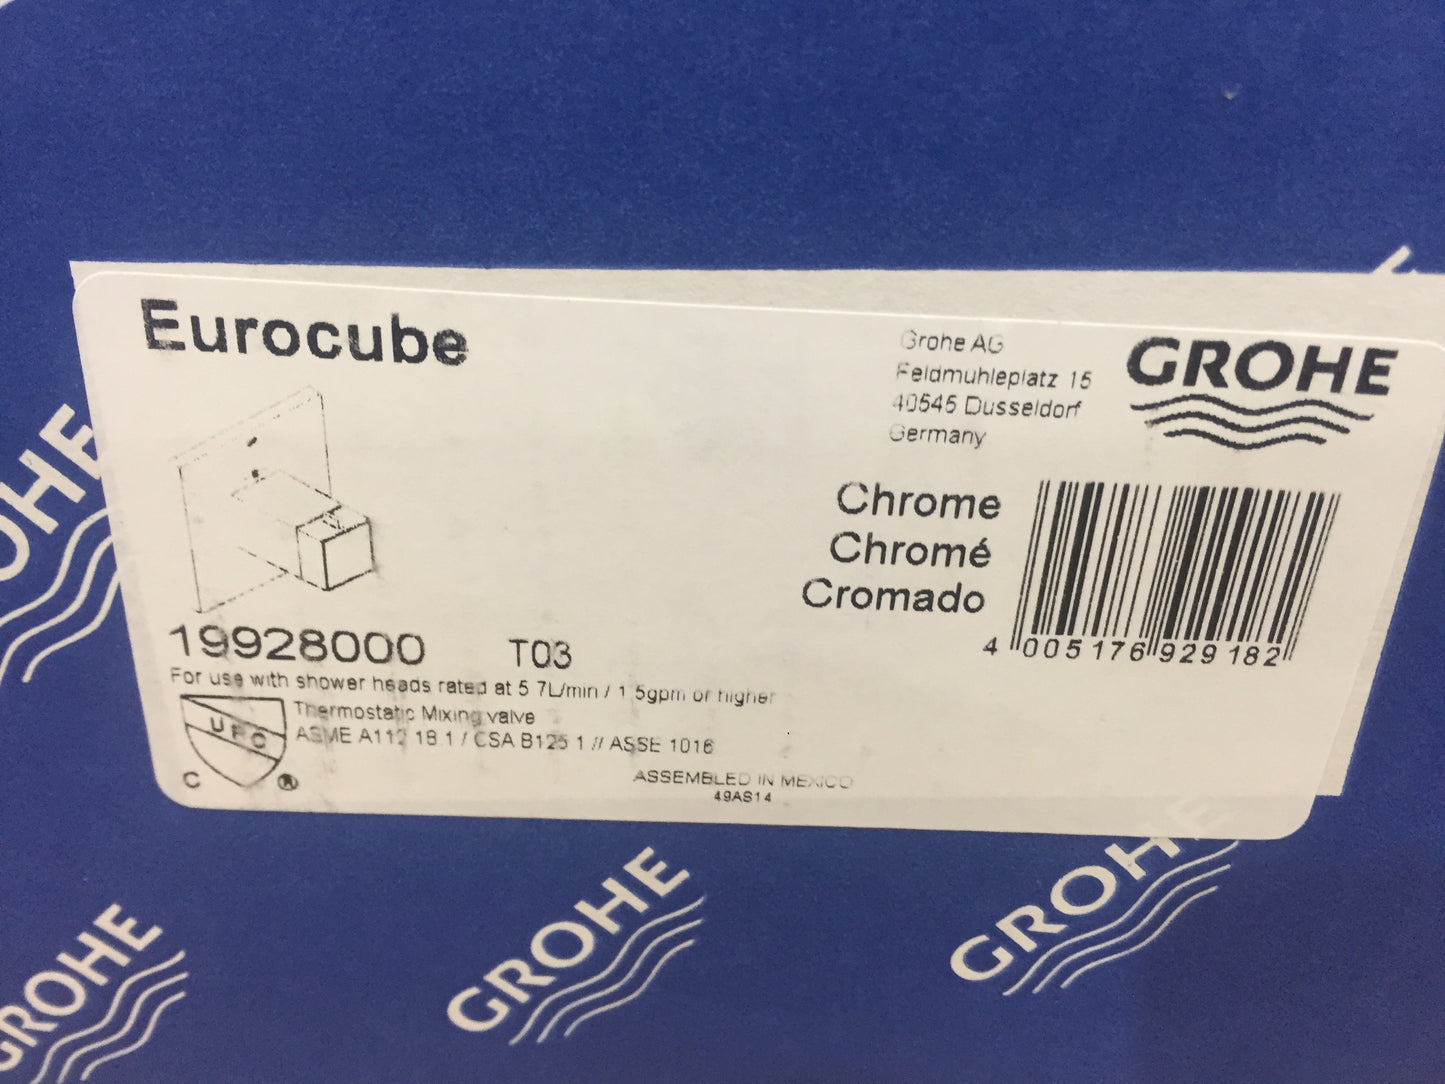 Eurocube
Grohe AG
Feldmuhleplatz 15
40545 Dusseldorf
Germany
GROHE
Chrome
Chromé
Cromado
4 005176 929182
19928000 T03
For use with shower heads rated at 5 7L/min / 1 5gpm or higher
Thermostatic Mixing valve
ASME A112 18.1 / CSA B125 1 // ASSE 1016
UPC
C ®
ASSEMBLED IN MEXICO
49AS14
OHE
GROHE
GROHE
GROHE